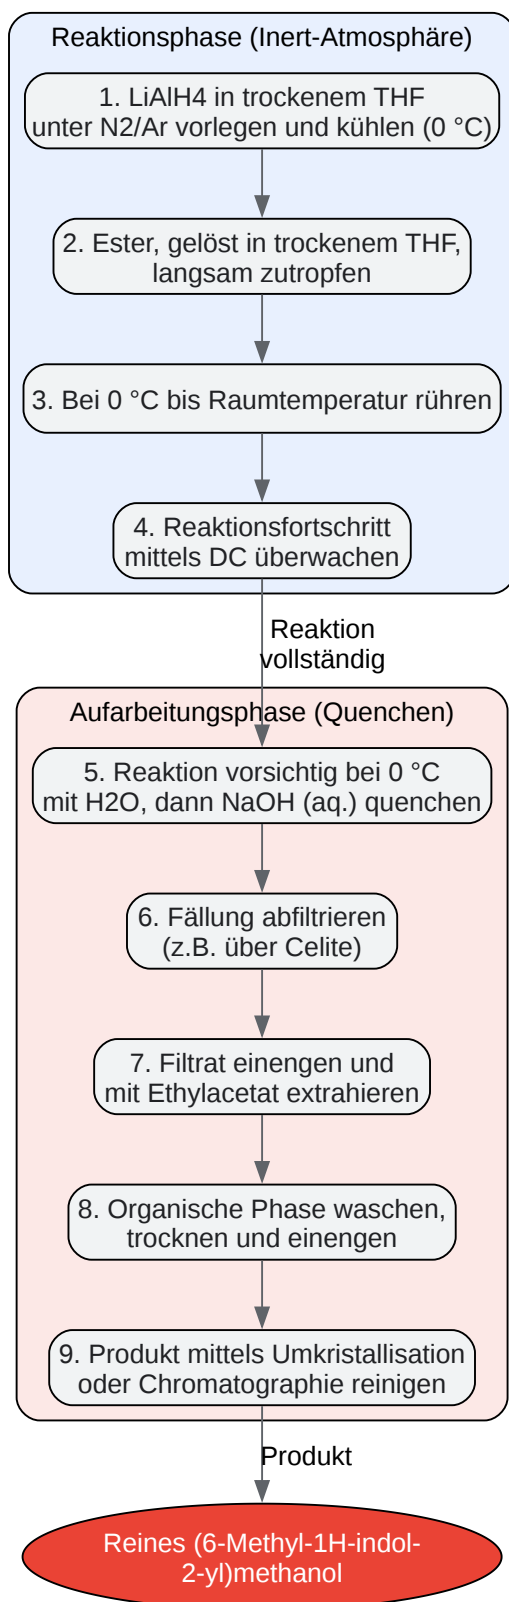 Reaktionsphase (Inert-Atmosphäre)
1. LiAlH4 in trockenem THF
unter N2/Ar vorlegen und kühlen (0 °C)
2. Ester, gelöst in trockenem THF,
langsam zutropfen
3. Bei 0 °C bis Raumtemperatur rühren
4. Reaktionsfortschritt
mittels DC überwachen
Reaktion
vollständig
Aufarbeitungsphase (Quenchen)
5. Reaktion vorsichtig bei 0 °C
mit H2O, dann NaOH (aq.) quenchen
6. Fällung abfiltrieren
(z.B. über Celite)
7. Filtrat einengen und
mit Ethylacetat extrahieren
8. Organische Phase waschen,
trocknen und einengen
9. Produkt mittels Umkristallisation
oder Chromatographie reinigen
Produkt
Reines (6-Methyl-1H-indol-
2-yl)methanol